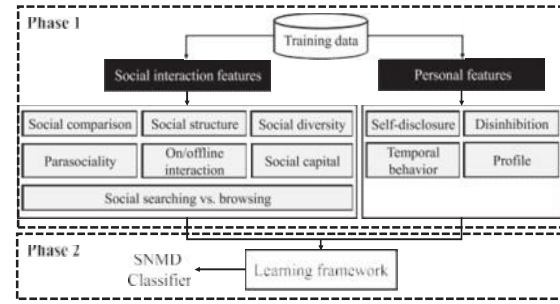 Phase 1
Training data
Social interaction features
Personal features
Social comparison
Social structure
Social diversity
Self-disclosure
Disinhibition
Parasociality
On/offline
interaction
Social capital
Temporal
behavior
Profile
Social searching vs. browsing
Phase 2
SNMD
Classifier
Learning framework